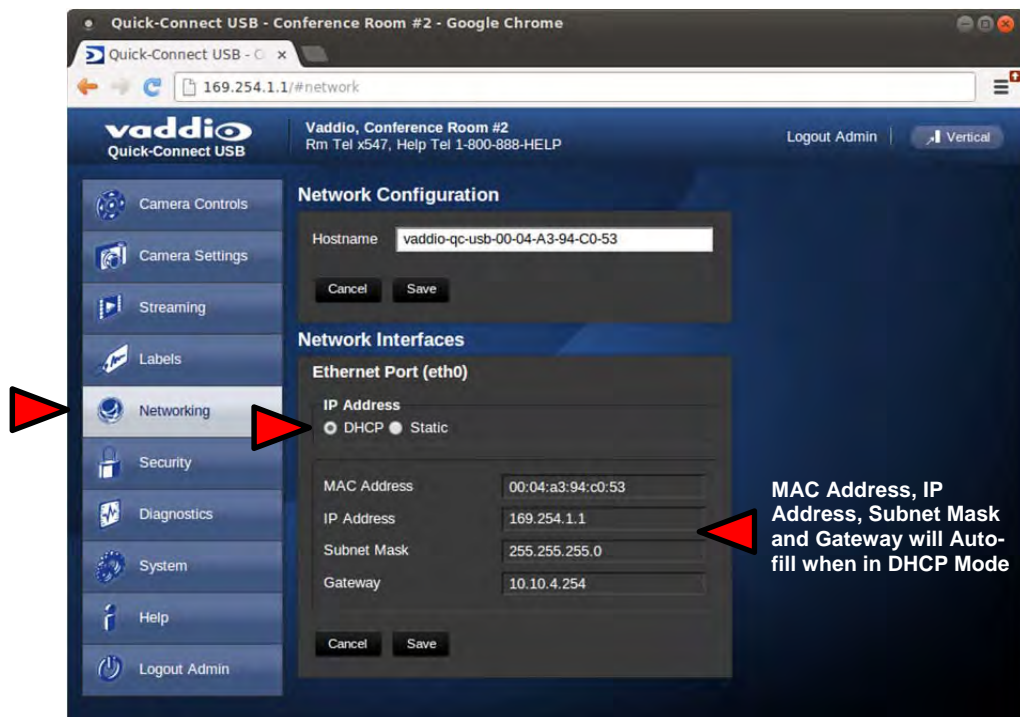 Quick-Connect USB - Conference Room #2 - Google Chrome
Quick-Connect USB - C
169.254.1.1/#network
vaddio
Quick-Connect USB
Vaddio, Conference Room #2
Rm Tel x547, Help Tel 1-800-888-HELP
Logout Admin
Vertical
Camera Controls
Camera Settings
Streaming
Labels
Networking
Security
Diagnostics
System
Help
Logout Admin
Network Configuration
Hostname vaddio-qc-usb-00-04-A3-94-C0-53
Cancel Save
Network Interfaces
Ethernet Port (eth0)
IP Address
DHCP Static
MAC Address 00:04:a3:94:c0:53
IP Address 169.254.1.1
Subnet Mask 255.255.255.0
Gateway 10.10.4.254
Cancel Save
MAC Address, IP
Address, Subnet Mask
and Gateway will Auto-
fill when in DHCP Mode